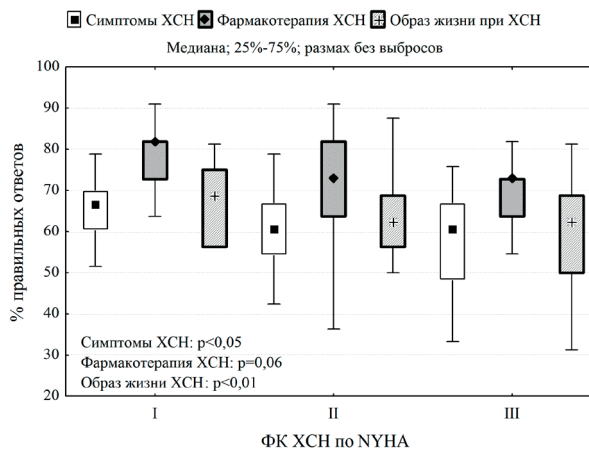 Симптомы ХСН Фармакотерапия ХСН Образ жизни при ХСН
Медиана; 25%-75%; размах без выбросов
100
90
80
70
60
50
40
30
20
% правильных ответов
Симптомы ХСН: p<0,05
Фармакотерапия ХСН: p=0,06
Образ жизни ХСН: p<0,01
I II III
ФК ХСН по NYHA